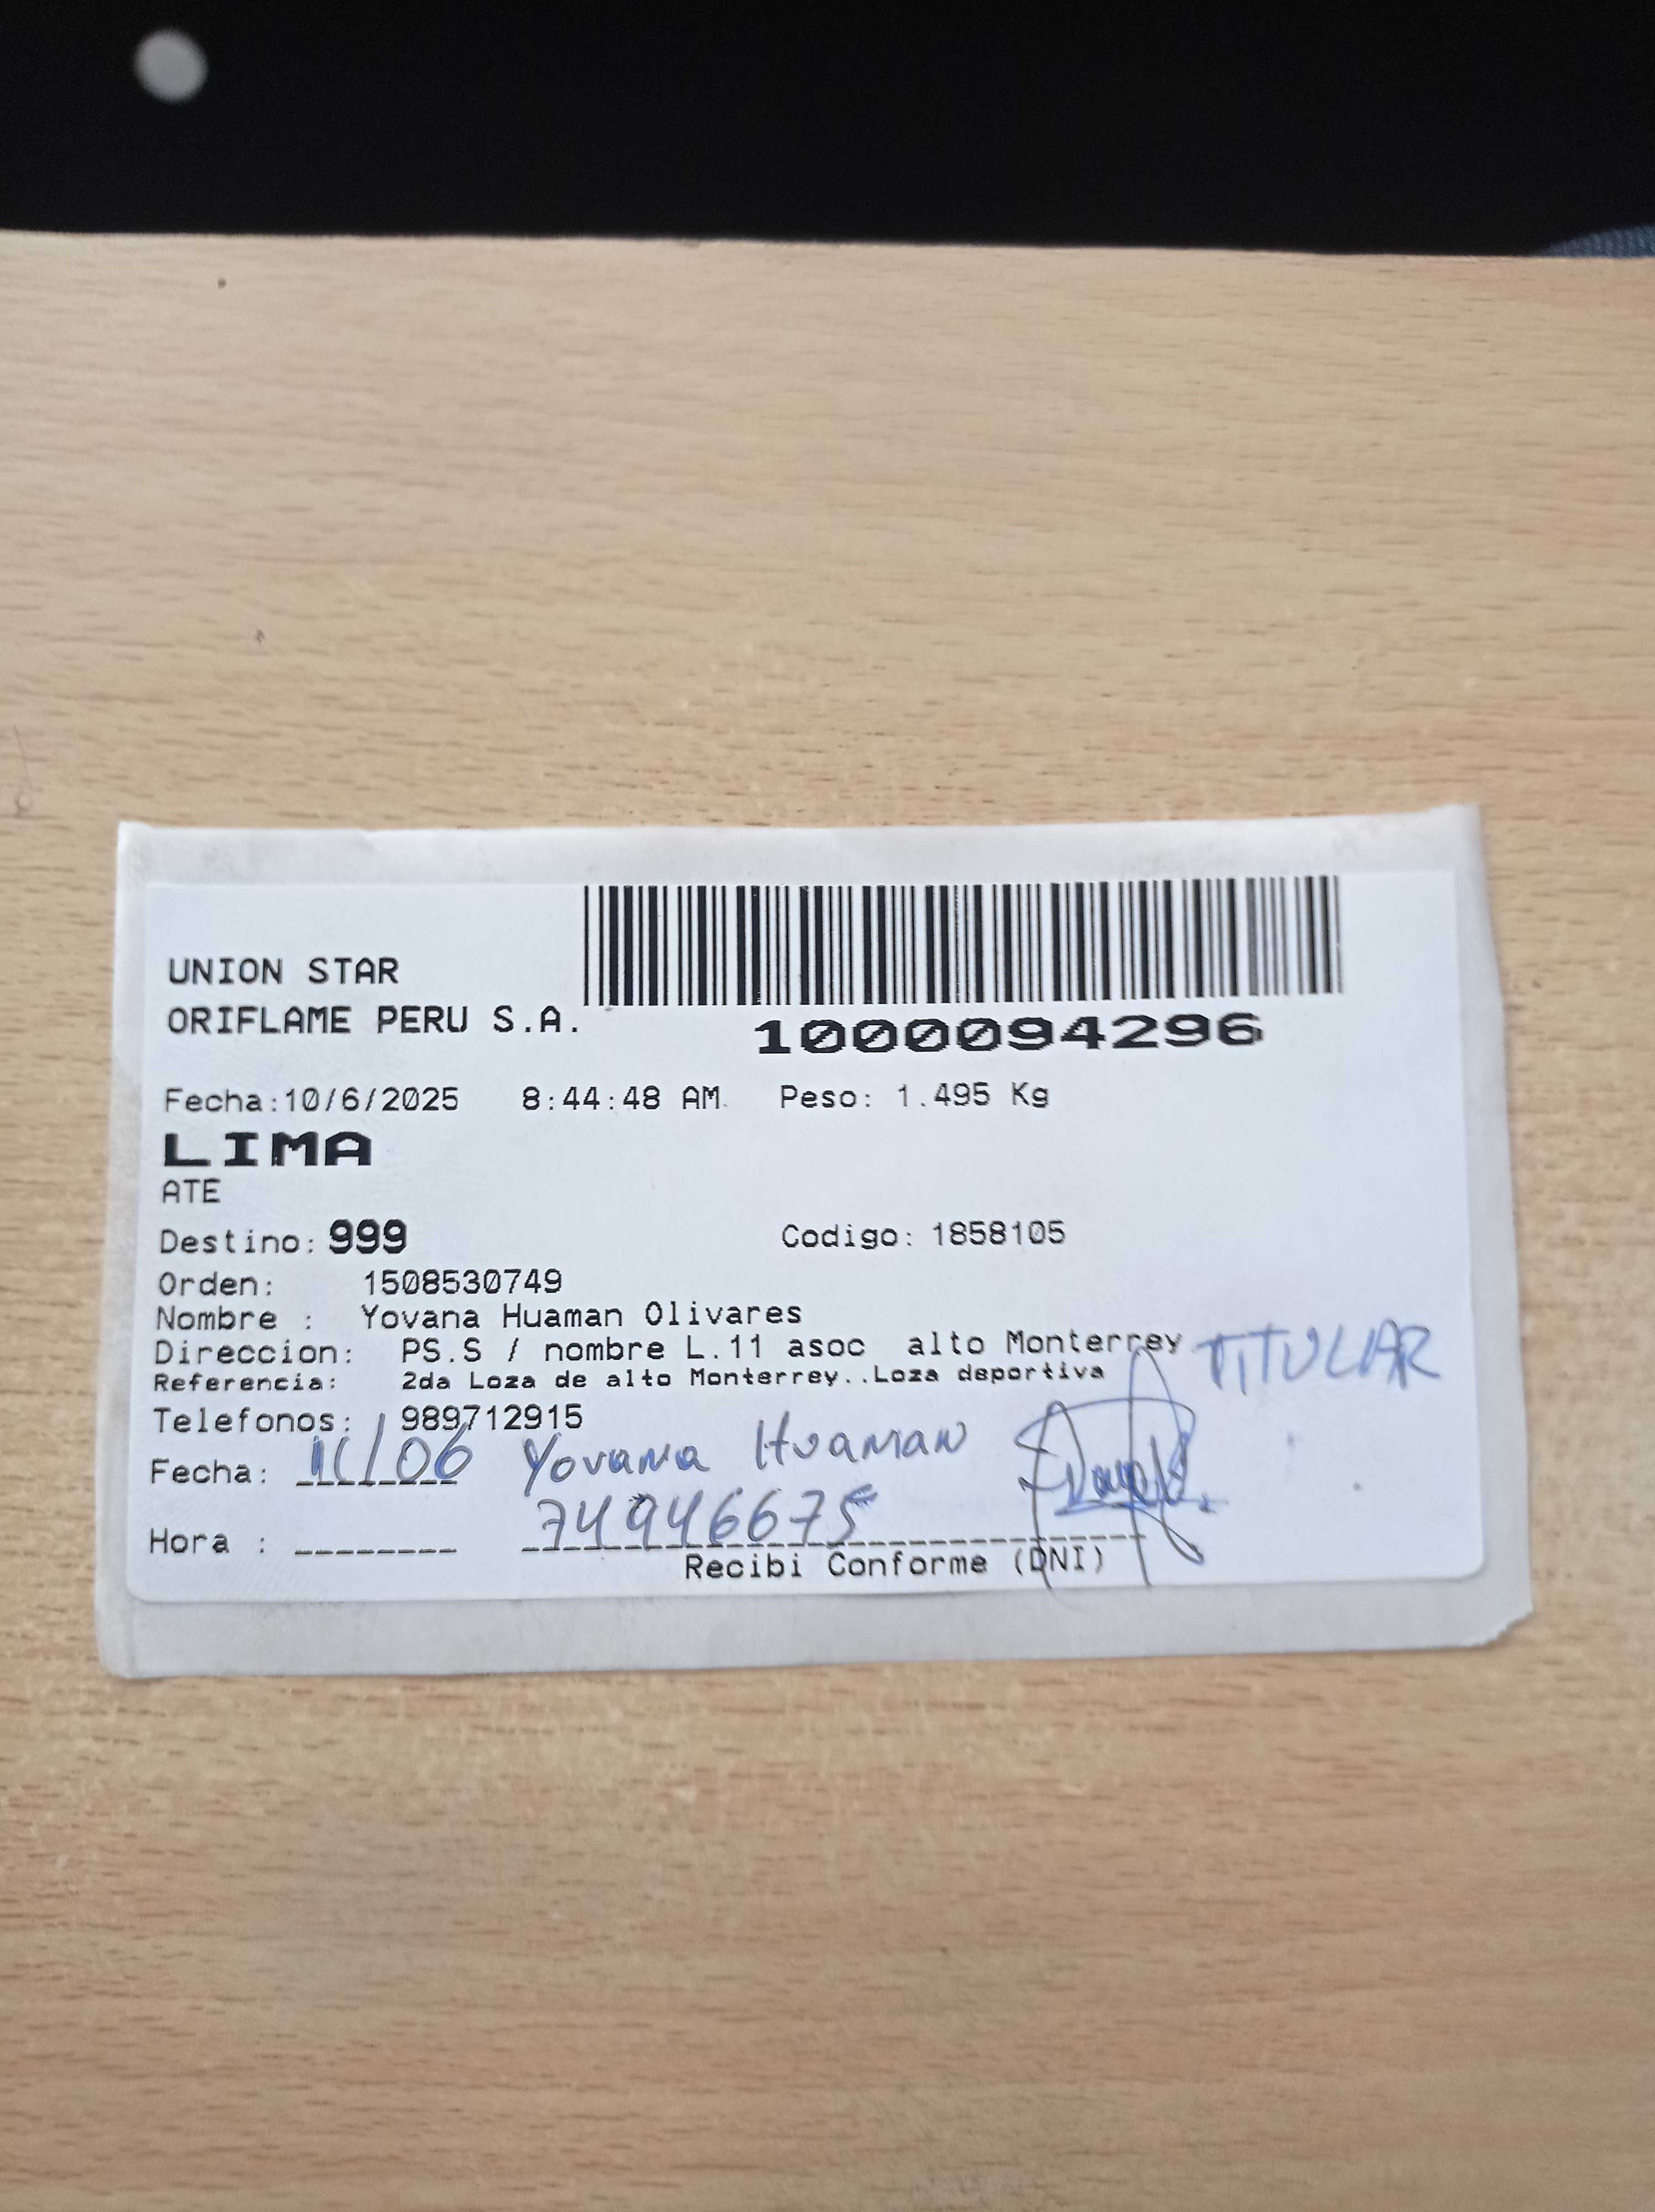 UNION STAR
ORIFLAME PERU S.A.
1000094296
Fecha:10/6/2025 8:44:48 AM. Peso: 1.495 Kg
LIMA
ATE
Destino: 999 Codigo: 1858105
Orden: 1508530749
Nombre : Yovana Huaman Olivares
Direccion: PS.S / nombre L.11 asoc alto Monterrey TITULAR
Referencia: 2da Loza de alto Monterrey..Loza deportiva
Telefonos: 989712915
Fecha: 11/06 Yovana Huaman
Hora : 74946675
Recibi Conforme (DNI)